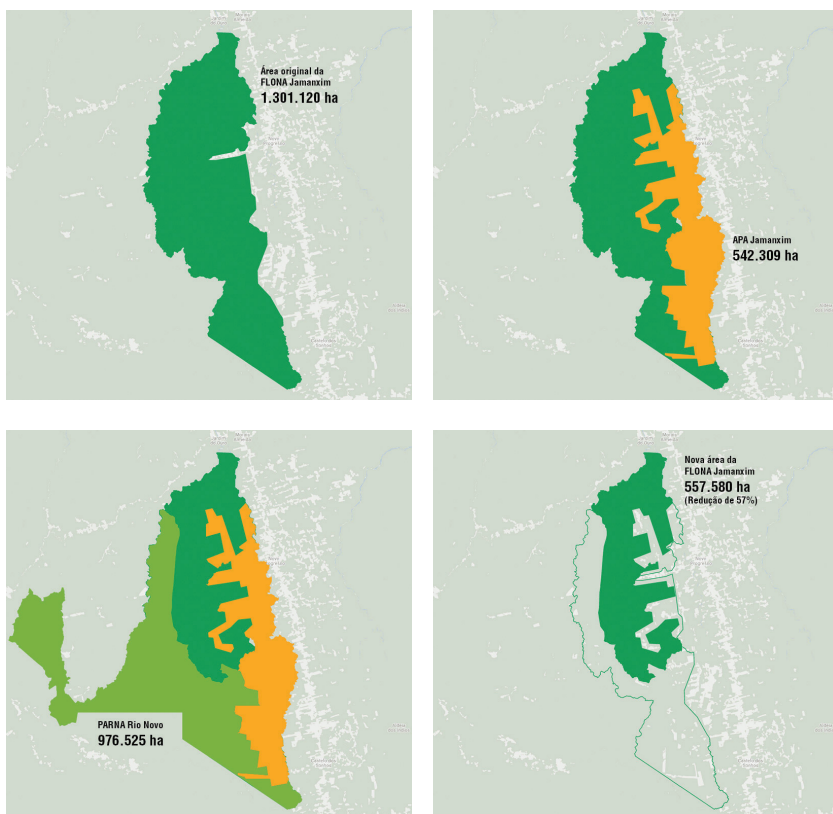 Área original da
FLONA Jamanxim
1.301.120 ha
APA Jamanxim
542.309 ha
PARNA Rio Novo
976.525 ha
Nova área da
FLONA Jamanxim
557.580 ha
(Redução de 57%)